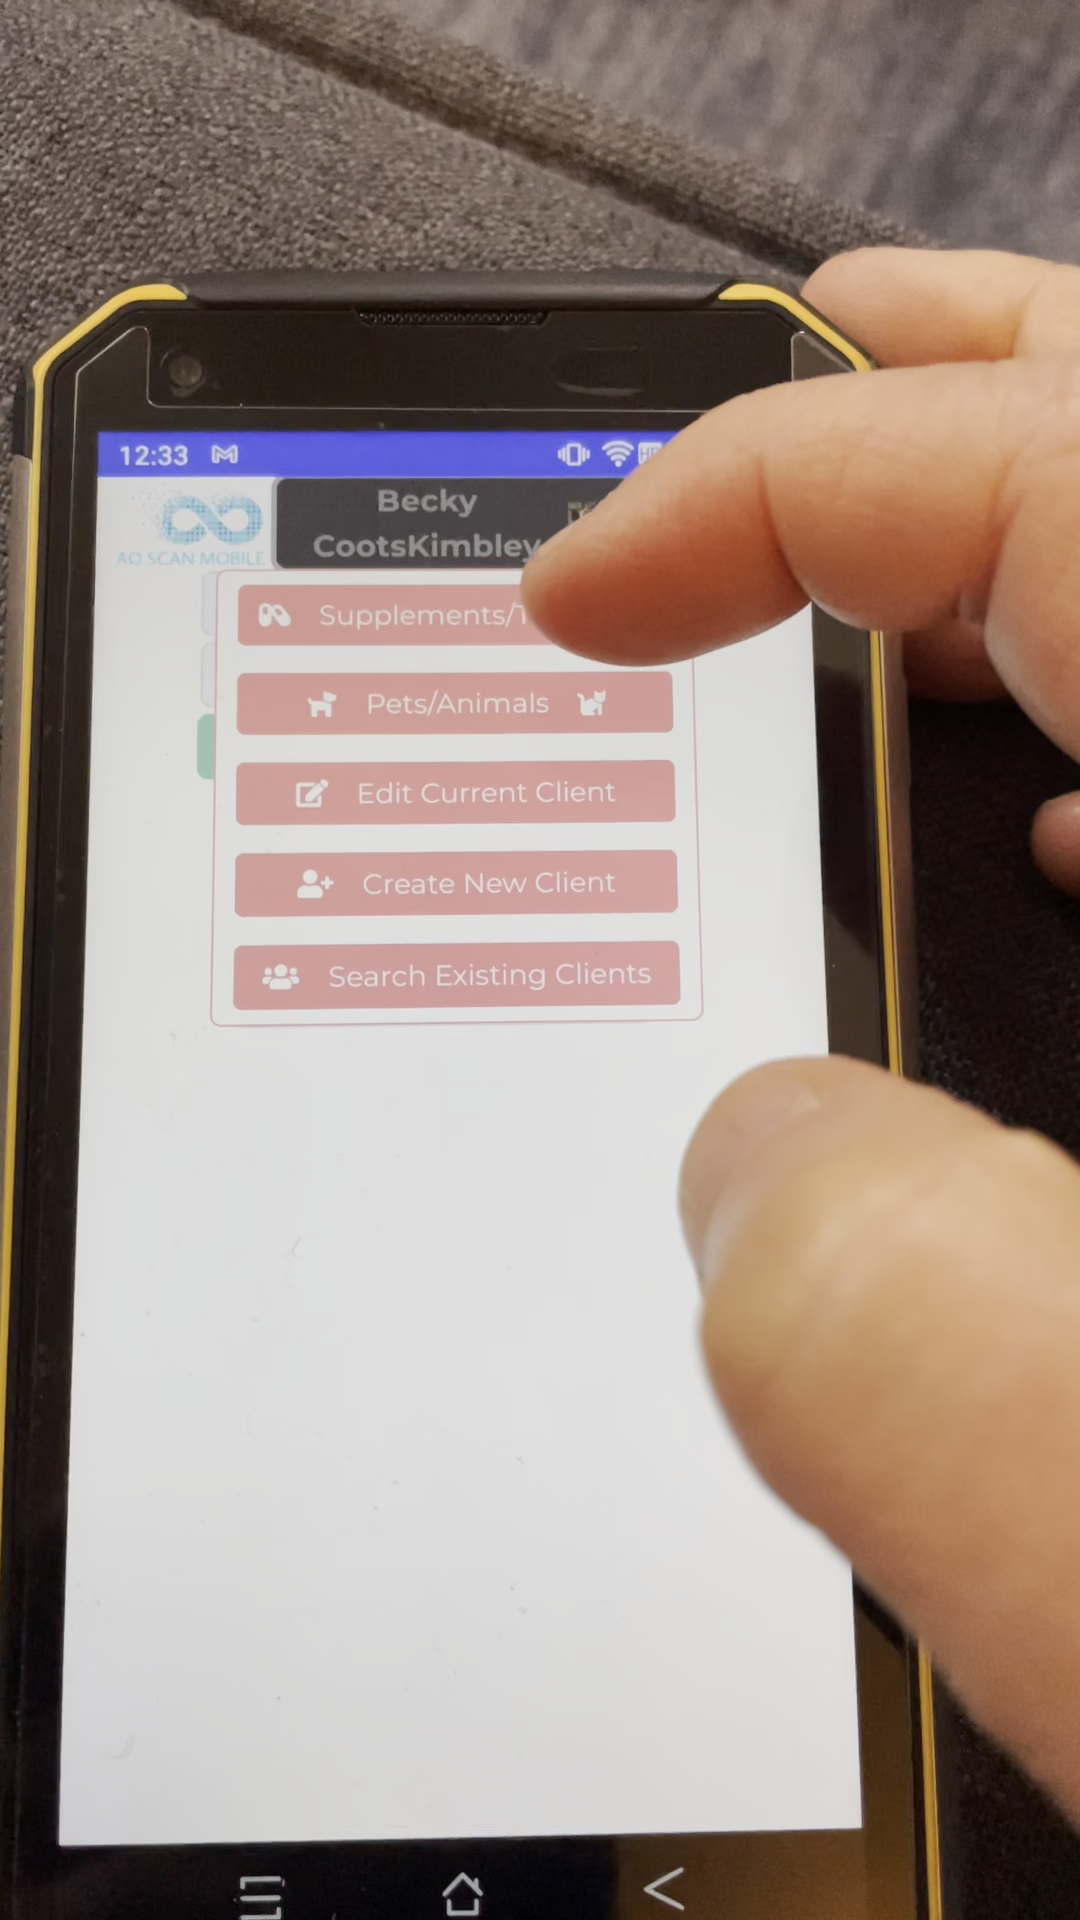 12:33
AO SCAN MOBILE
Becky
CootsKimbley
Supplements/
Pets/Animals
Edit Current Client
Create New Client
Search Existing Clients